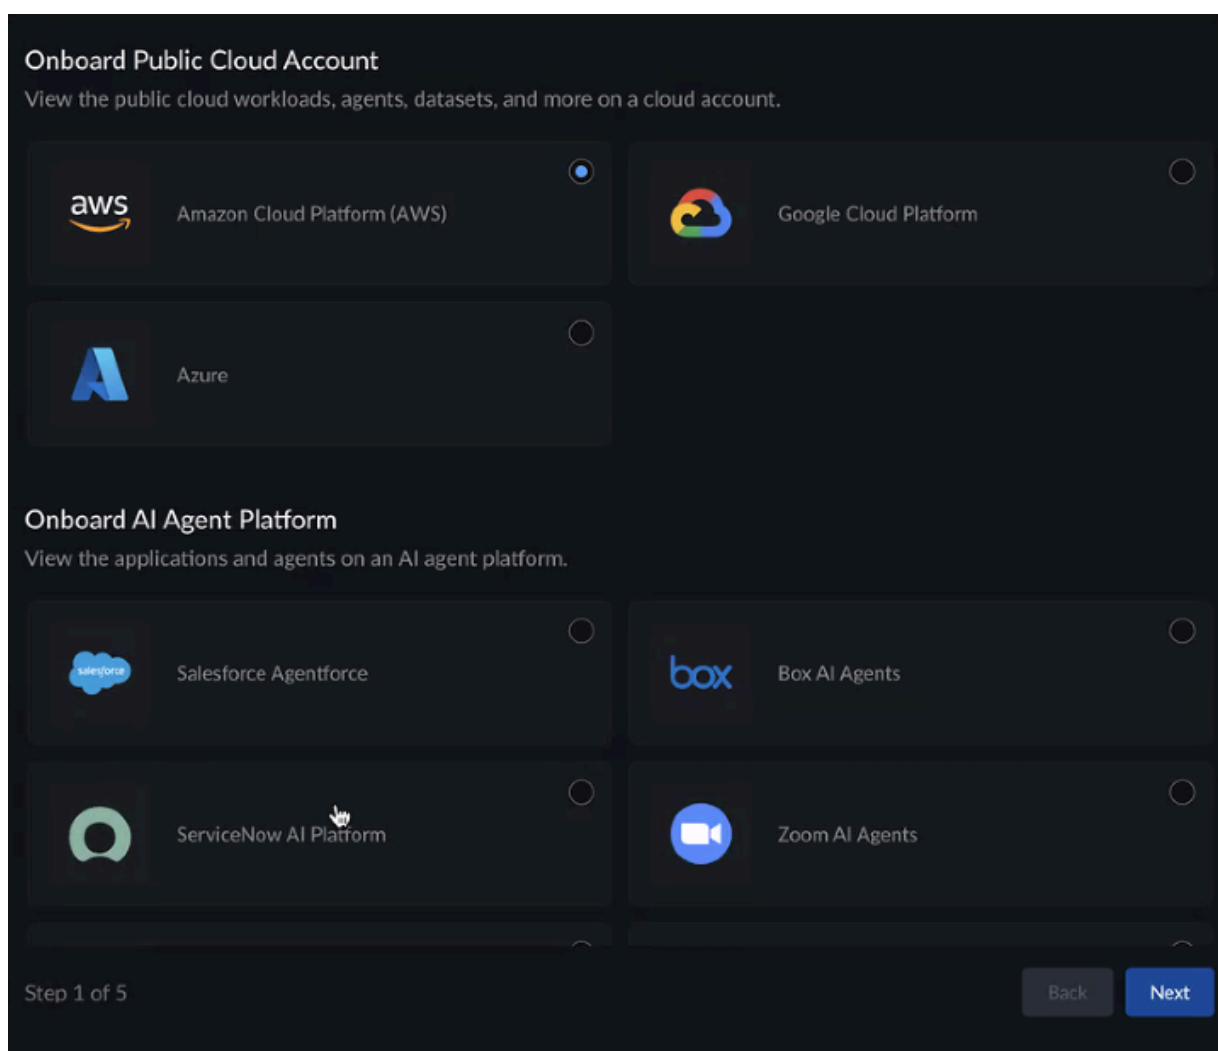 Onboard Public Cloud Account
View the public cloud workloads, agents, datasets, and more on a cloud account.
aws
Amazon Cloud Platform (AWS)
Google Cloud Platform
Azure
Onboard AI Agent Platform
View the applications and agents on an AI agent platform.
salesforce
Salesforce Agentforce
box
Box AI Agents
ServiceNow AI Platform
Zoom AI Agents
Step 1 of 5
Back
Next